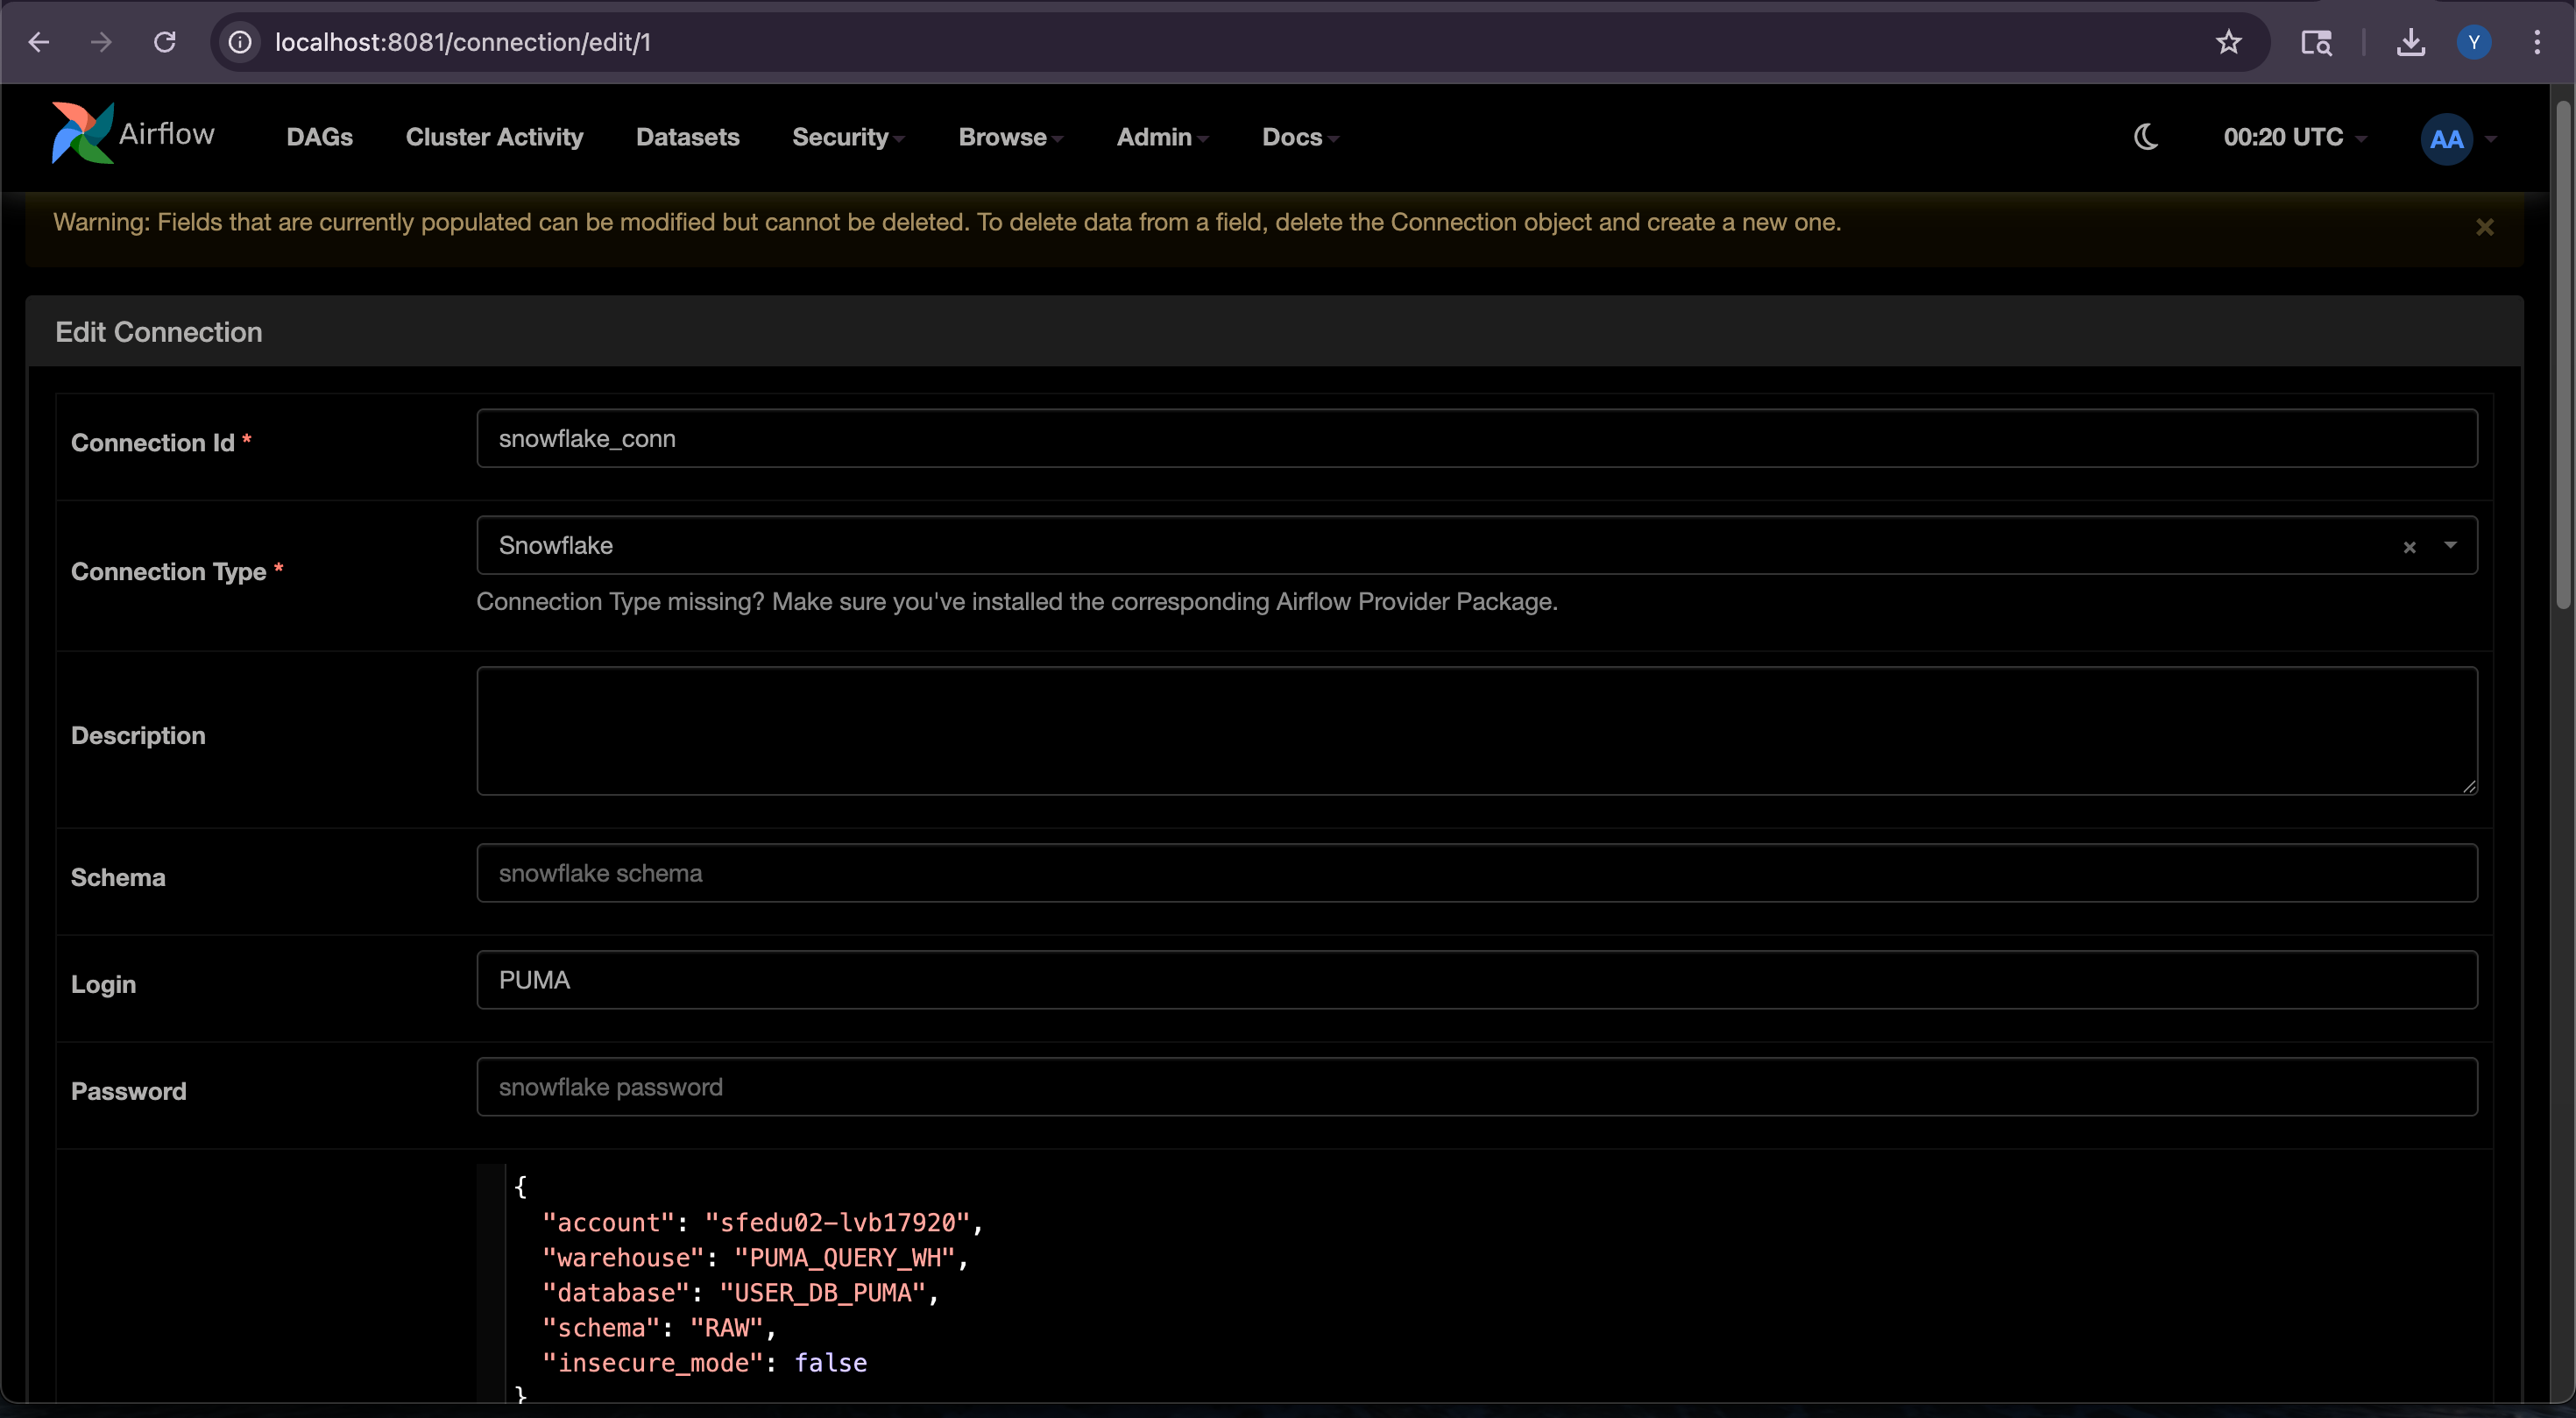 localhost:8081/connection/edit/1
Y
Airflow DAGs Cluster Activity Datasets Security Browse Admin Docs 00:20 UTC AA
Warning: Fields that are currently populated can be modified but cannot be deleted. To delete data from a field, delete the Connection object and create a new one. ×
Edit Connection
Connection Id * snowflake_conn
Connection Type * Snowflake ×
Connection Type missing? Make sure you've installed the corresponding Airflow Provider Package.
Description
Schema snowflake schema
Login PUMA
Password snowflake password
{
"account": "sfedu02-lvb17920",
"warehouse": "PUMA_QUERY_WH",
"database": "USER_DB_PUMA",
"schema": "RAW",
"insecure_mode": false
}